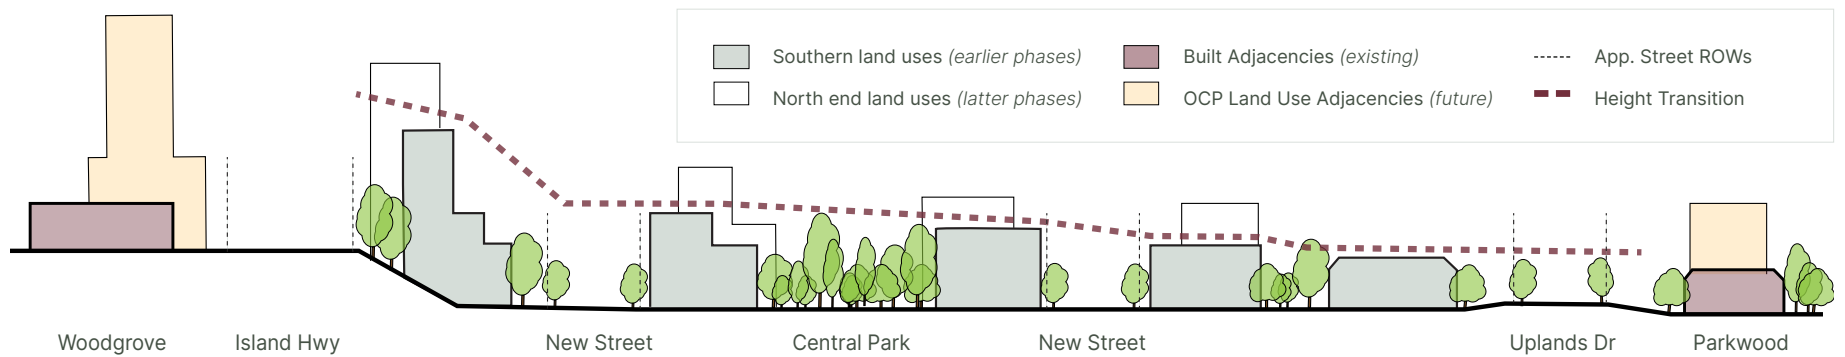 Southern land uses (earlier phases)
North end land uses (latter phases)
Built Adjacencies (existing)
OCP Land Use Adjacencies (future)
App. Street ROWs
Height Transition
Woodgrove
Island Hwy
New Street
Central Park
New Street
Uplands Dr
Parkwood